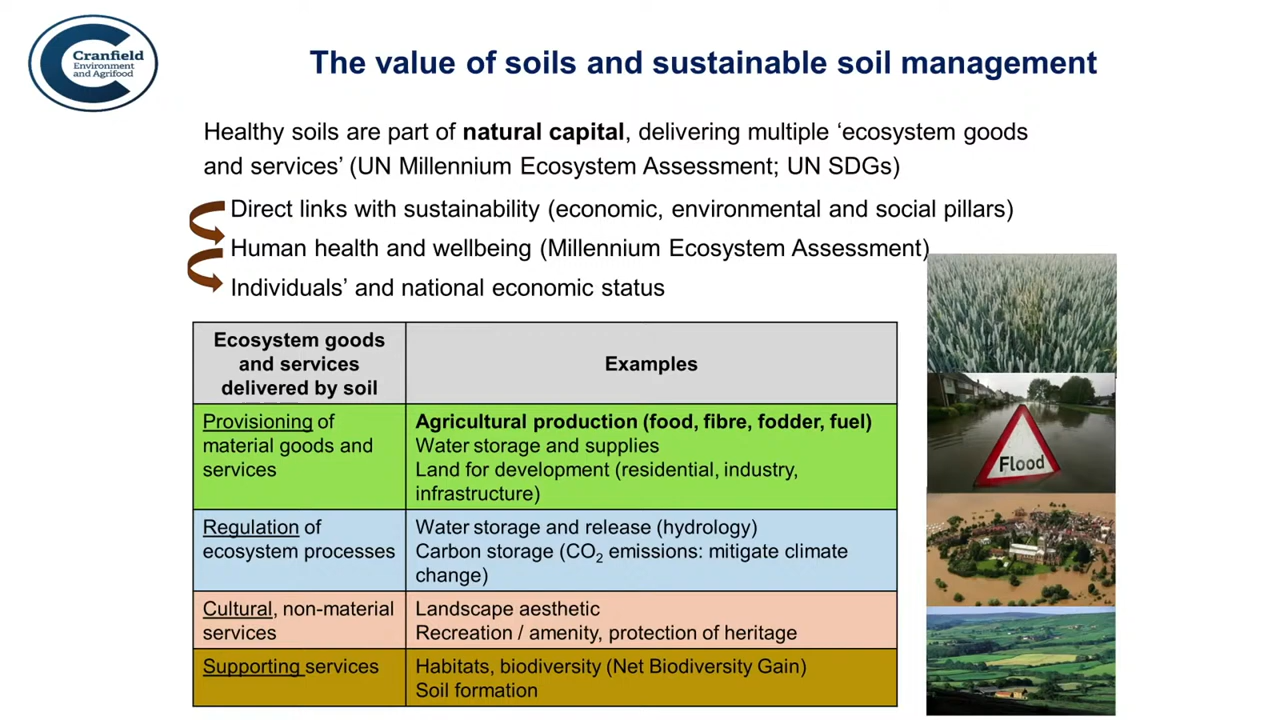 Cranfield
Environment
and Agrifood
The value of soils and sustainable soil management
Healthy soils are part of natural capital, delivering multiple ‘ecosystem goods
and services’ (UN Millennium Ecosystem Assessment; UN SDGs)
Direct links with sustainability (economic, environmental and social pillars)
Human health and wellbeing (Millennium Ecosystem Assessment)
Individuals’ and national economic status
Ecosystem goods
and services
delivered by soil
Examples
Provisioning of
material goods and
services
Agricultural production (food, fibre, fodder, fuel)
Water storage and supplies
Land for development (residential, industry,
infrastructure)
Regulation of
ecosystem processes
Water storage and release (hydrology)
Carbon storage (CO₂ emissions: mitigate climate
change)
Cultural, non-material
services
Landscape aesthetic
Recreation / amenity, protection of heritage
Supporting services
Habitats, biodiversity (Net Biodiversity Gain)
Soil formation
Flood